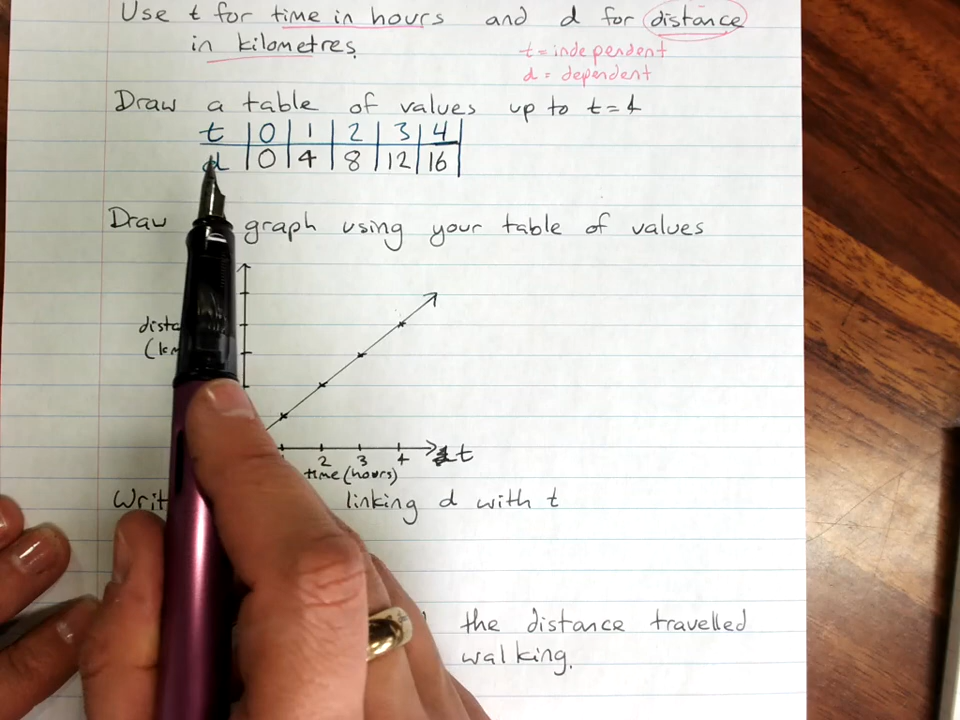 Use t for time in hours and d for distance
in kilometres.
t = independent
d = dependent
Draw a table of values up to t = 4
t 0 1 2 3 4
d 0 4 8 12 16
Draw graph using your table of values
2 3 4 t
time (hours)
linking d with t
the distance travelled
walking.